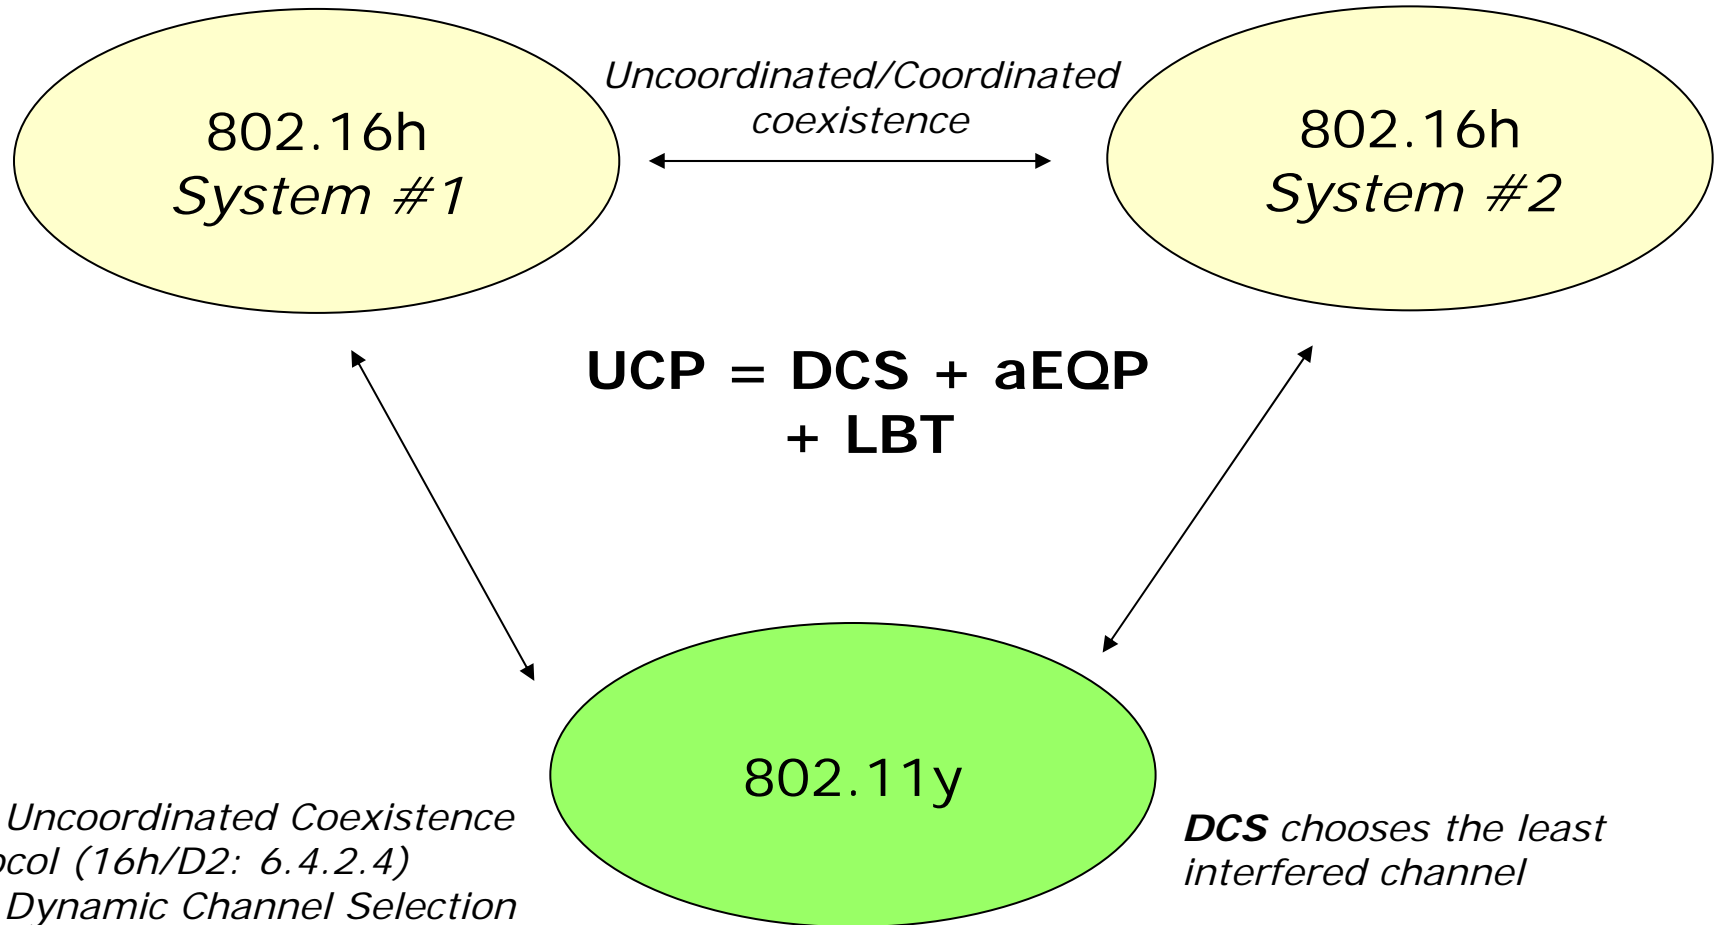 Uncoordinated/Coordinated
coexistence
802.16h
System #1
802.16h
System #2
UCP = DCS + aEQP
+ LBT
802.11y
Uncoordinated Coexistence
ocol (16h/D2: 6.4.2.4)
Dynamic Channel Selection
DCS chooses the least
interfered channel